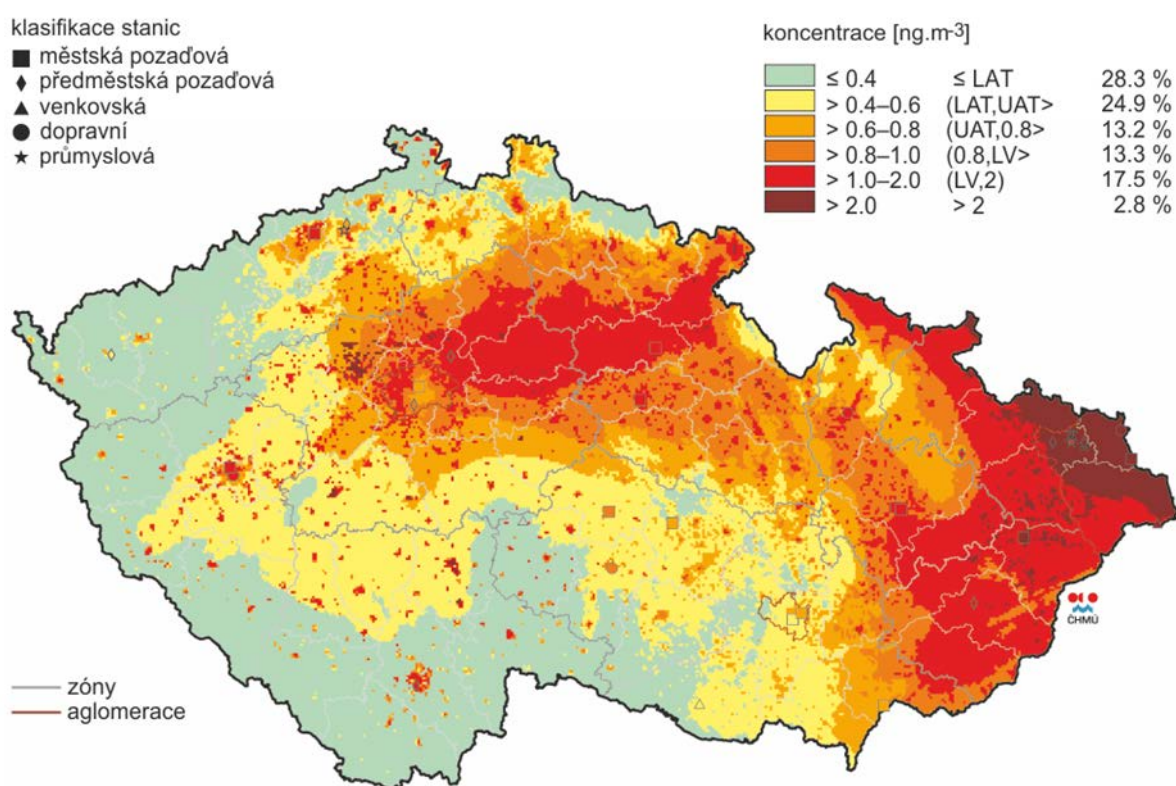 klasifikace stanic
městská pozaďová
předměstská pozaďová
venkovská
dopravní
průmyslová
koncentrace [ng.m-3]
≤ 0.4 ≤ LAT 28.3 %
> 0.4–0.6 (LAT,UAT> 24.9 %
> 0.6–0.8 (UAT,0.8> 13.2 %
> 0.8–1.0 (0.8,LV> 13.3 %
> 1.0–2.0 (LV,2) 17.5 %
> 2.0 > 2 2.8 %
ČHMÚ
zóny
aglomerace